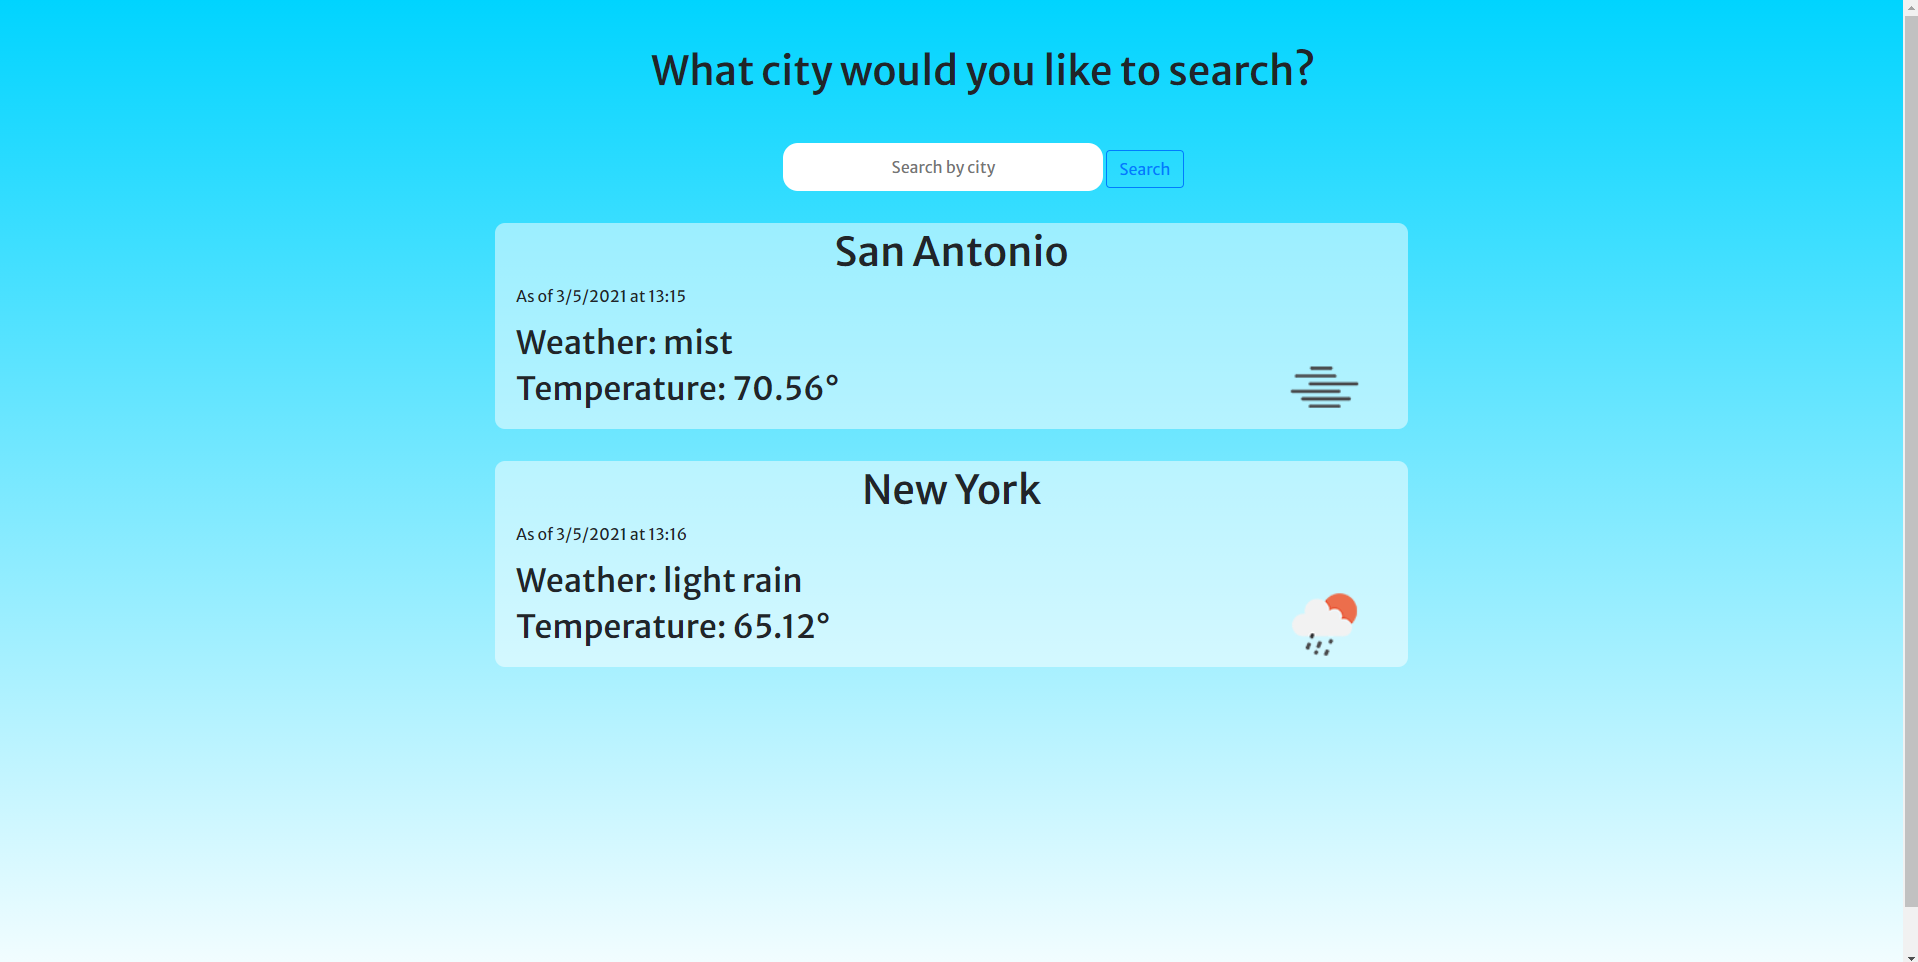 What city would you like to search?
Search by city
Search
San Antonio
As of 3/5/2021 at 13:15
Weather: mist
Temperature: 70.56°
New York
As of 3/5/2021 at 13:16
Weather: light rain
Temperature: 65.12°